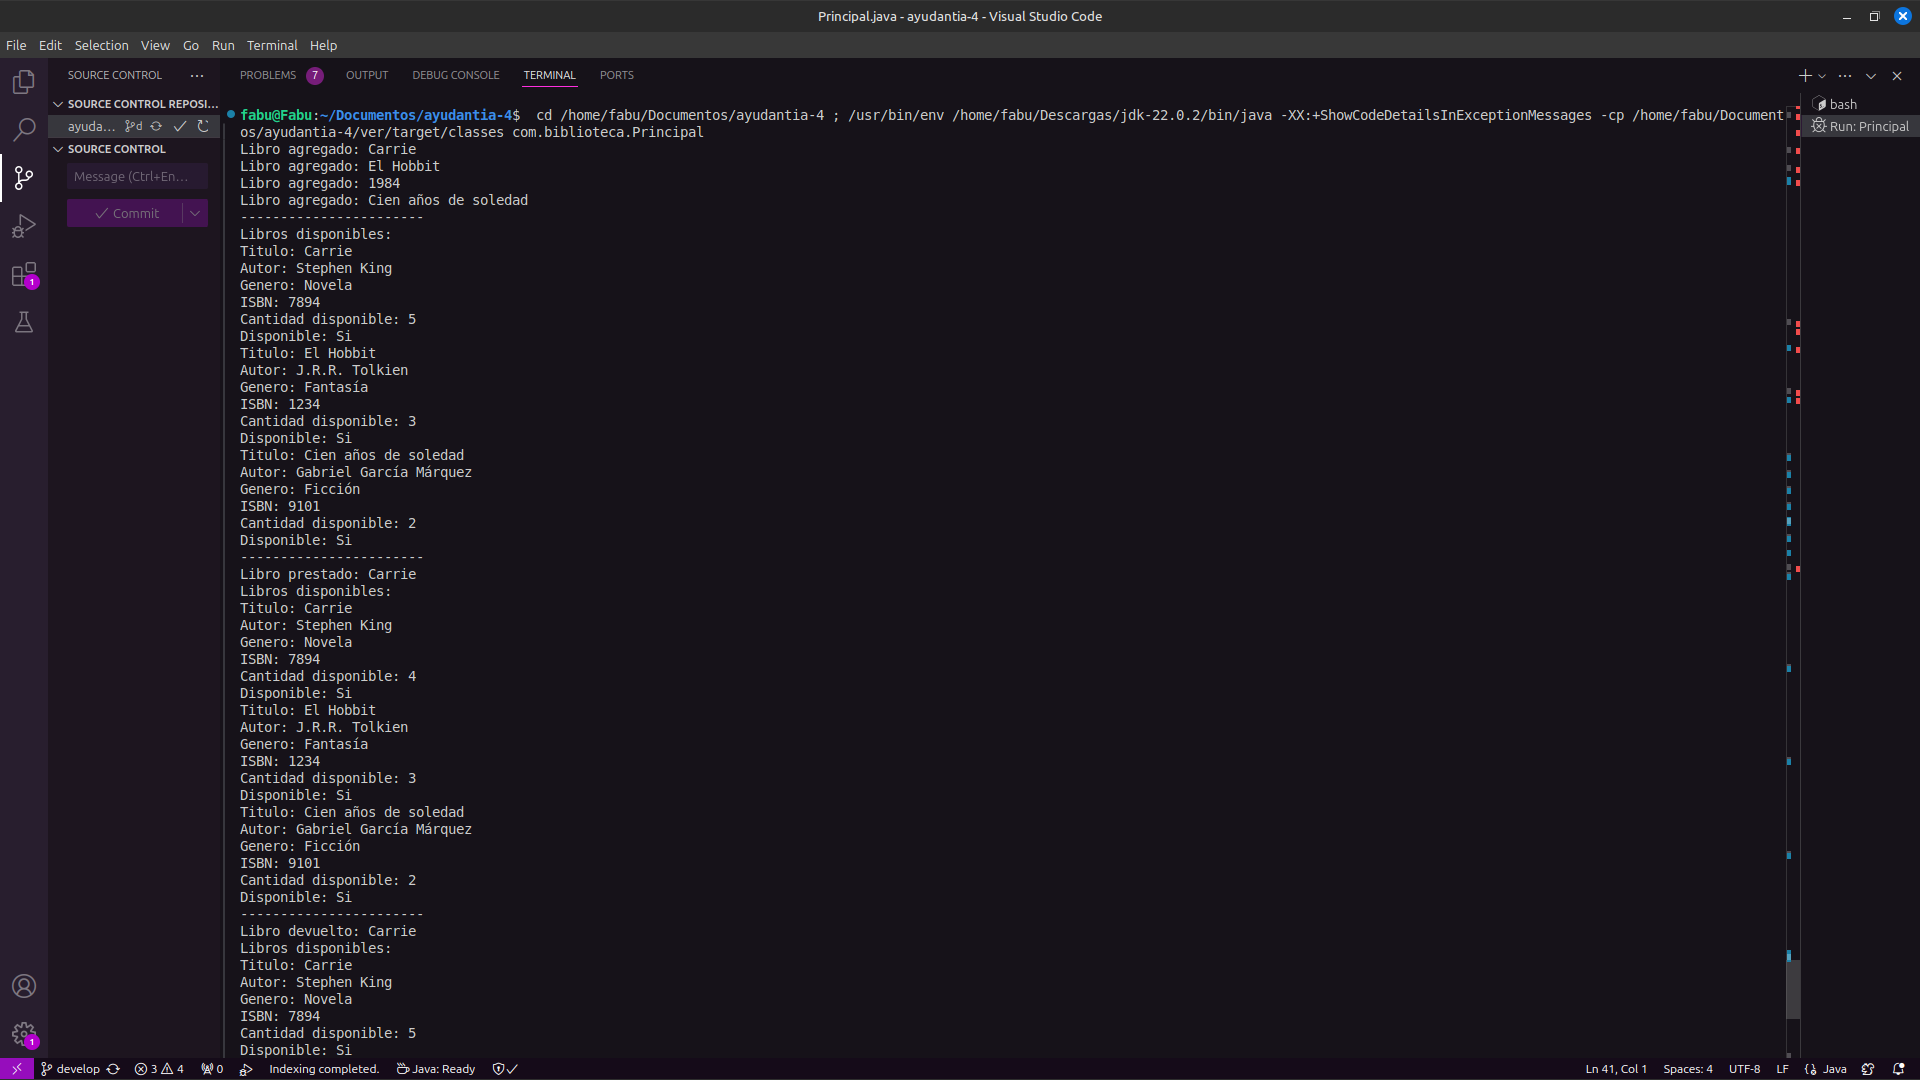 Principal.java - ayudantia-4 - Visual Studio Code
File Edit Selection View Go Run Terminal Help
SOURCE CONTROL
PROBLEMS 7 OUTPUT DEBUG CONSOLE TERMINAL PORTS
SOURCE CONTROL REPOSI...
ayuda... d
SOURCE CONTROL
Message (Ctrl+En...
Commit
1
1
bash
Run: Principal
fabu@Fabu:~/Documentos/ayudantia-4$ cd /home/fabu/Documentos/ayudantia-4 ; /usr/bin/env /home/fabu/Descargas/jdk-22.0.2/bin/java -XX:+ShowCodeDetailsInExceptionMessages -cp /home/fabu/Document
os/ayudantia-4/ver/target/classes com.biblioteca.Principal
Libro agregado: Carrie
Libro agregado: El Hobbit
Libro agregado: 1984
Libro agregado: Cien años de soledad
-----------------------
Libros disponibles:
Titulo: Carrie
Autor: Stephen King
Genero: Novela
ISBN: 7894
Cantidad disponible: 5
Disponible: Si
Titulo: El Hobbit
Autor: J.R.R. Tolkien
Genero: Fantasía
ISBN: 1234
Cantidad disponible: 3
Disponible: Si
Titulo: Cien años de soledad
Autor: Gabriel García Márquez
Genero: Ficción
ISBN: 9101
Cantidad disponible: 2
Disponible: Si
-----------------------
Libro prestado: Carrie
Libros disponibles:
Titulo: Carrie
Autor: Stephen King
Genero: Novela
ISBN: 7894
Cantidad disponible: 4
Disponible: Si
Titulo: El Hobbit
Autor: J.R.R. Tolkien
Genero: Fantasía
ISBN: 1234
Cantidad disponible: 3
Disponible: Si
Titulo: Cien años de soledad
Autor: Gabriel García Márquez
Genero: Ficción
ISBN: 9101
Cantidad disponible: 2
Disponible: Si
-----------------------
Libro devuelto: Carrie
Libros disponibles:
Titulo: Carrie
Autor: Stephen King
Genero: Novela
ISBN: 7894
Cantidad disponible: 5
Disponible: Si
develop 3 4 0 Indexing completed. Java: Ready Ln 41, Col 1 Spaces: 4 UTF-8 LF Java